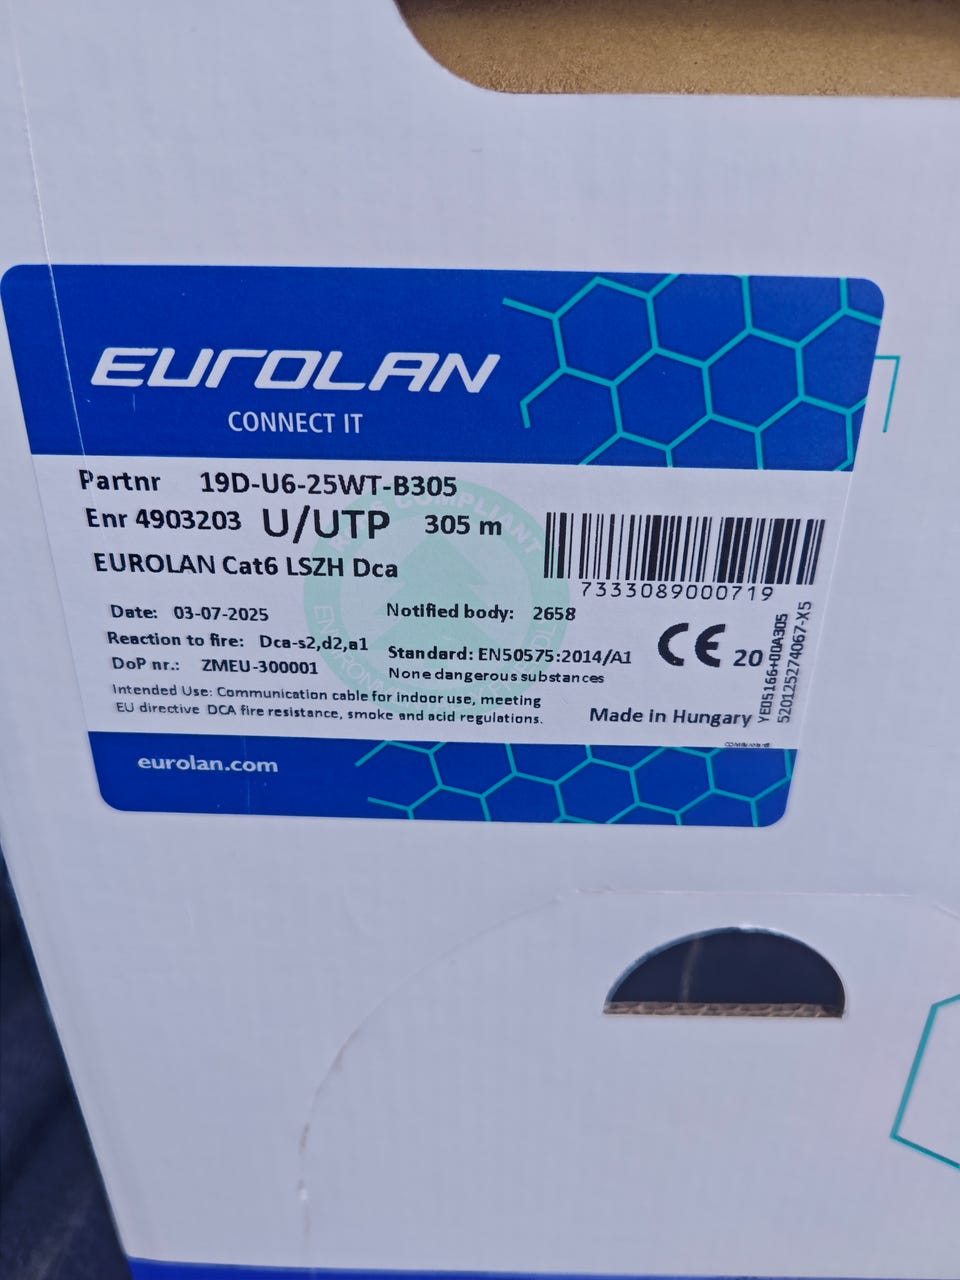 EUROLAN
CONNECT IT
Partnr 19D-U6-25WT-B305
Enr 4903203 U/UTP 305 m
EUROLAN Cat6 LSZH Dca
7333089000719
Date: 03-07-2025 Notified body: 2658
Reaction to fire: Dca-s2,d2,a1 Standard: EN50575:2014/A1
DoP nr.: ZMEU-300001 None dangerous substances
CE 20
Intended Use: Communication cable for indoor use, meeting
EU directive DCA fire resistance, smoke and acid regulations.
Made in Hungary
YE05166+00A305
520125274067-X5
COMPLIANT
eurolan.com